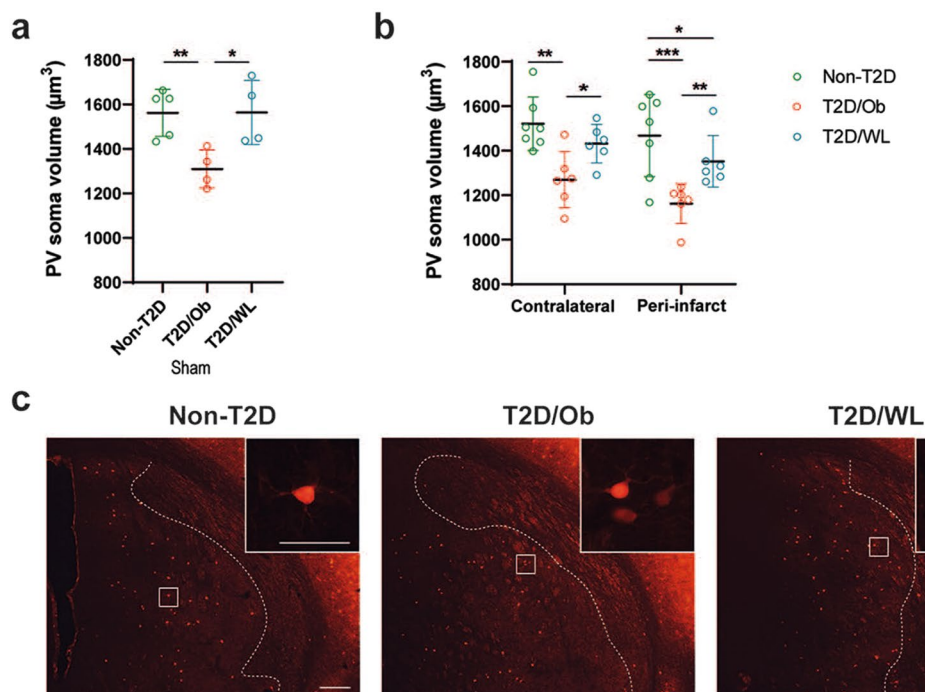 a
b
** *
** * * *** **
PV soma volume (µm³)
1800
1600
1400
1200
1000
800
Non-T2D
T2D/Ob
T2D/WL
Sham
PV soma volume (µm³)
1800
1600
1400
1200
1000
800
Contralateral Peri-infarct
Non-T2D
T2D/Ob
T2D/WL
c
Non-T2D T2D/Ob T2D/WL